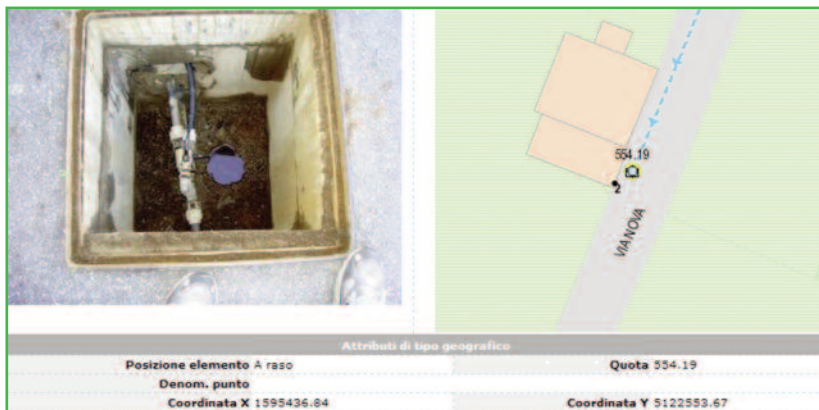 554.19
2
VIA NOVA
Attributi di tipo geografico
Posizione elemento A raso Quota 554.19
Denom. punto
Coordinata X 1595436.84 Coordinata Y 5122553.67